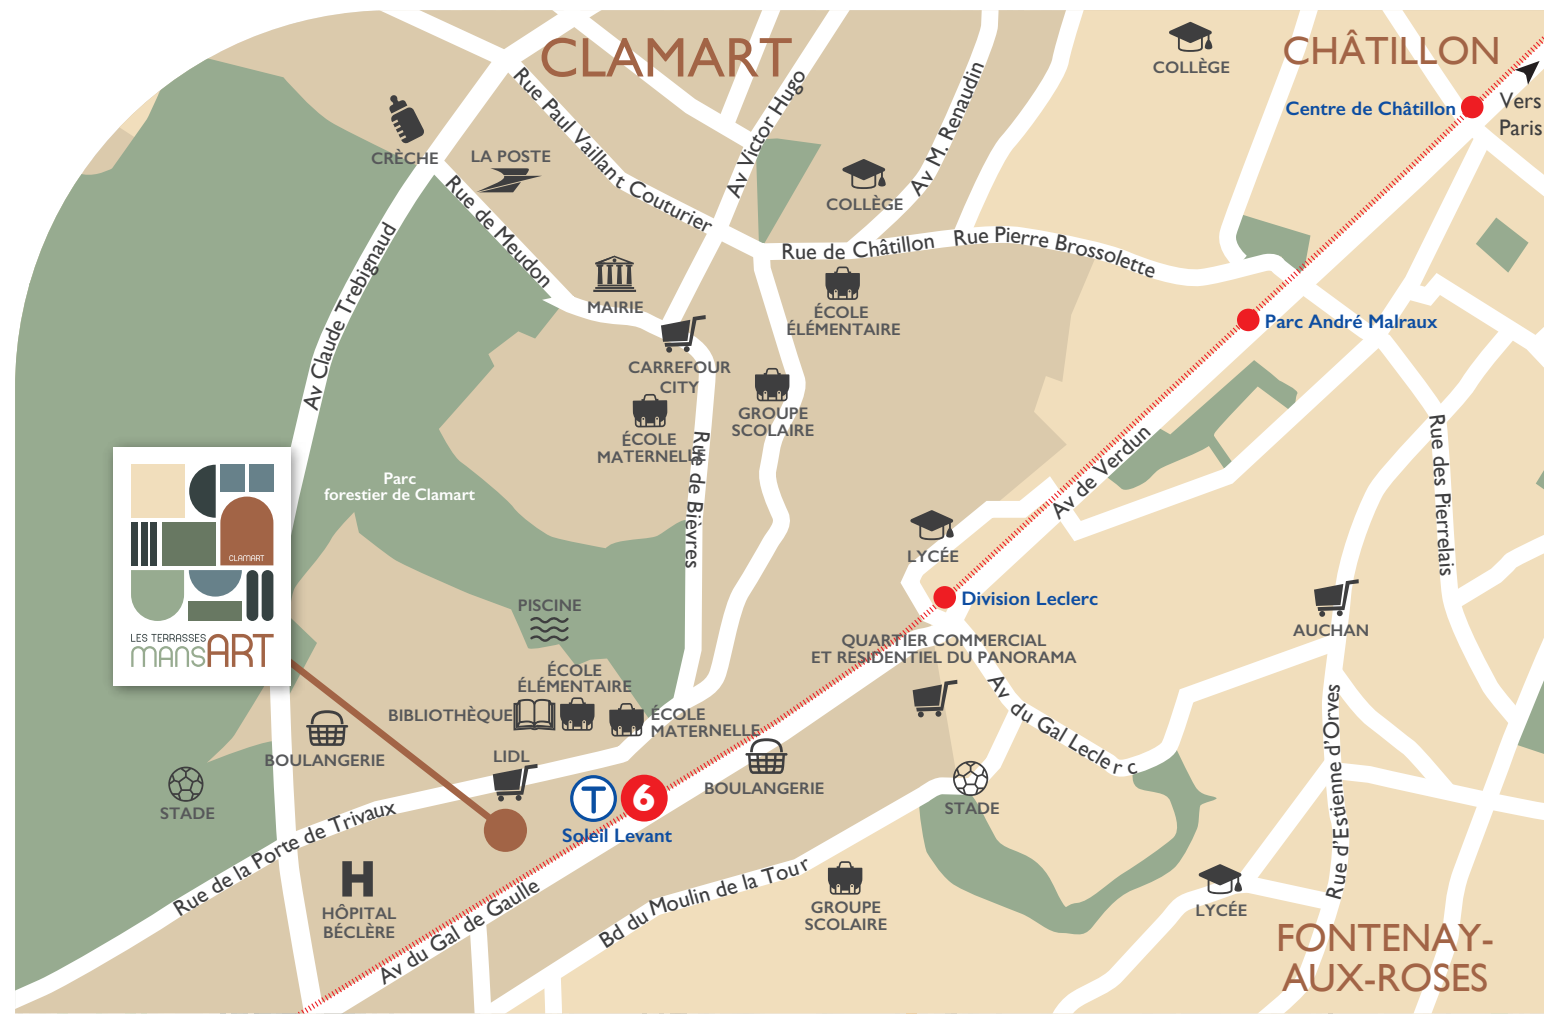 CLAMART
CHÂTILLON
COLLÈGE
Centre de Châtillon
Vers
Paris
Rue Paul Vaillant Couturier
Av Victor Hugo
Av M. Renaudin
CRÈCHE
LA POSTE
COLLÈGE
Rue de Meudon
Av Claude Trebignaud
Rue de Châtillon
Rue Pierre Brossolette
MAIRIE
ÉCOLE
ÉLÉMENTAIRE
Parc André Malraux
CARREFOUR
CITY
GROUPE
SCOLAIRE
ÉCOLE
MATERNELLE
Rue de Bièvres
Av de Verdun
Rue des Pierrelais
Parc
forestier de Clamart
CLAMART
LES TERRASSES
MANSART
LYCÉE
Division Leclerc
PISCINE
AUCHAN
QUARTIER COMMERCIAL
ET RESIDENTIEL DU PANORAMA
ÉCOLE
ÉLÉMENTAIRE
BIBLIOTHÈQUE
ÉCOLE
MATERNELLE
Av du Gal Leclerc
Rue d'Estienne d'Orves
BOULANGERIE
LIDL
BOULANGERIE
STADE
STADE
T 6
Soleil Levant
Rue de la Porte de Trivaux
HÔPITAL
BÉCLÈRE
Av du Gal de Gaulle
Bd du Moulin de la Tour
GROUPE
SCOLAIRE
LYCÉE
FONTENAY-
AUX-ROSES